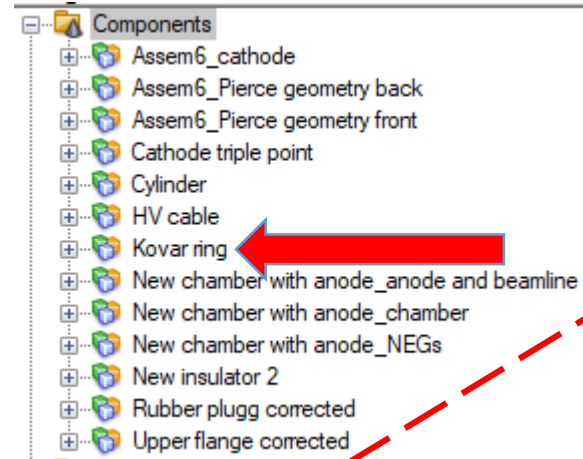 Components
Assem6_cathode
Assem6_Pierce geometry back
Assem6_Pierce geometry front
Cathode triple point
Cylinder
HV cable
Kovar ring
New chamber with anode_anode and beamline
New chamber with anode_chamber
New chamber with anode_NEGs
New insulator 2
Rubber plugg corrected
Upper flange corrected